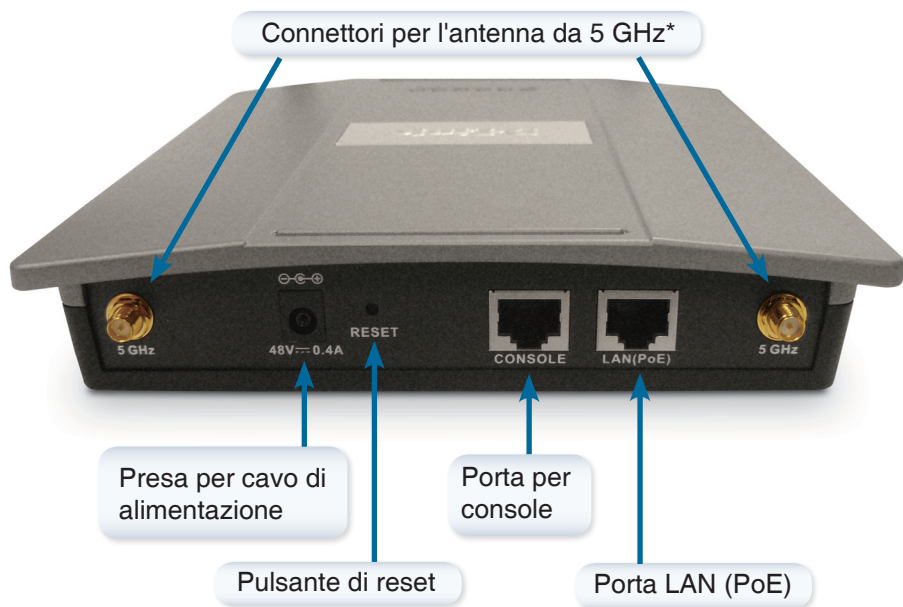 Connettori per l'antenna da 5 GHz*
5 GHz
48V⎓0.4A
RESET
CONSOLE
LAN(PoE)
5 GHz
Presa per cavo di
alimentazione
Porta per
console
Pulsante di reset
Porta LAN (PoE)